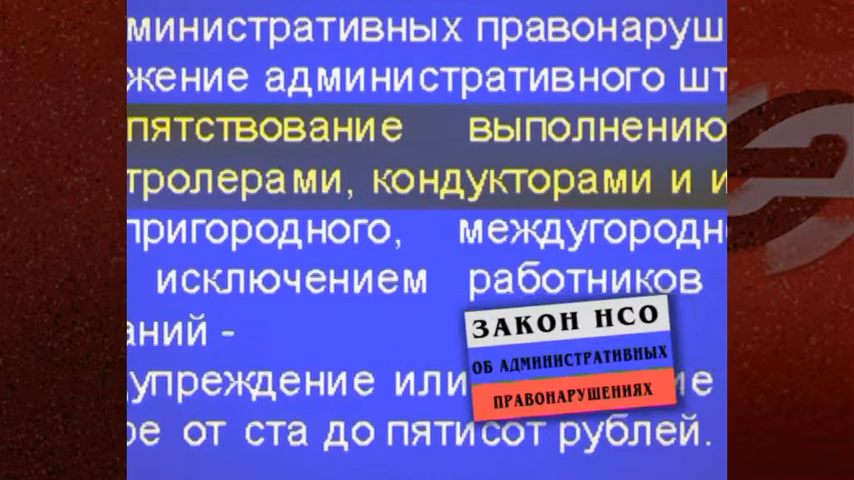 министративных правонаруш
жение административного шт
пятствование выполнению
тролерами, кондукторами и и
пригородного, междугородн
исключением работников
аний -
упреждение или ие
ре от ста до пятисот рублей.
ЗАКОН НСО
ОБ АДМИНИСТРАТИВНЫХ
ПРАВОНАРУШЕНИЯХ